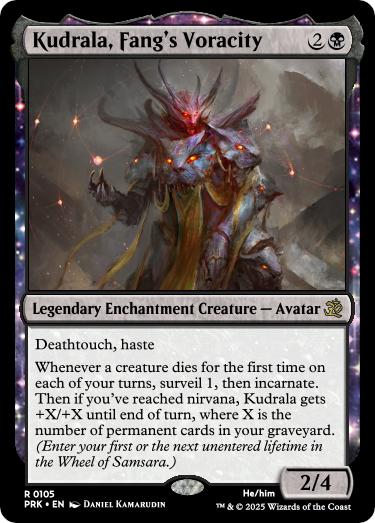 Kudrala, Fang's Voracity 2
Legendary Enchantment Creature — Avatar
Deathtouch, haste
Whenever a creature dies for the first time on
each of your turns, surveil 1, then incarnate.
Then if you've reached nirvana, Kudrala gets
+X/+X until end of turn, where X is the
number of permanent cards in your graveyard.
(Enter your first or the next unentered lifetime in
the Wheel of Samsara.)
2/4
R 0105 He/him
PRK • EN Daniel Kamarudin ™ & © 2025 Wizards of the Coast